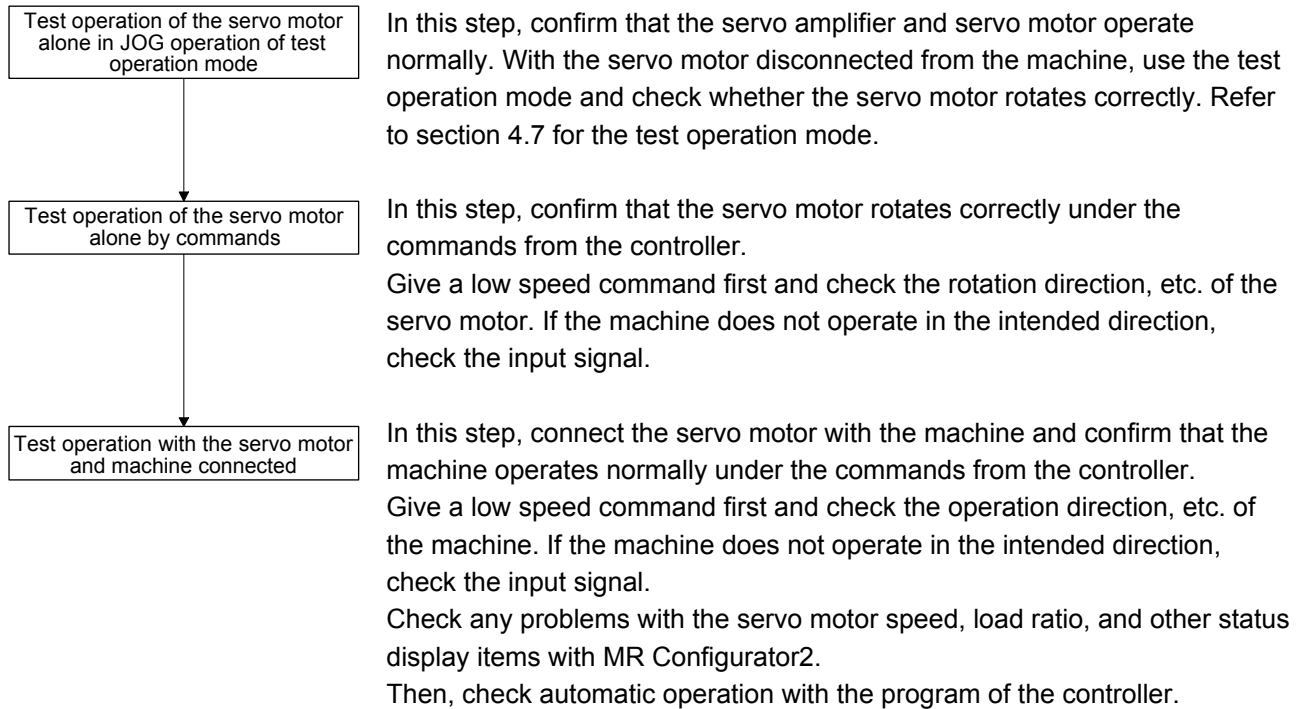 Test operation of the servo motor
alone in JOG operation of test
operation mode
In this step, confirm that the servo amplifier and servo motor operate
normally. With the servo motor disconnected from the machine, use the test
operation mode and check whether the servo motor rotates correctly. Refer
to section 4.7 for the test operation mode.
Test operation of the servo motor
alone by commands
In this step, confirm that the servo motor rotates correctly under the
commands from the controller.
Give a low speed command first and check the rotation direction, etc. of the
servo motor. If the machine does not operate in the intended direction,
check the input signal.
Test operation with the servo motor
and machine connected
In this step, connect the servo motor with the machine and confirm that the
machine operates normally under the commands from the controller.
Give a low speed command first and check the operation direction, etc. of
the machine. If the machine does not operate in the intended direction,
check the input signal.
Check any problems with the servo motor speed, load ratio, and other status
display items with MR Configurator2.
Then, check automatic operation with the program of the controller.